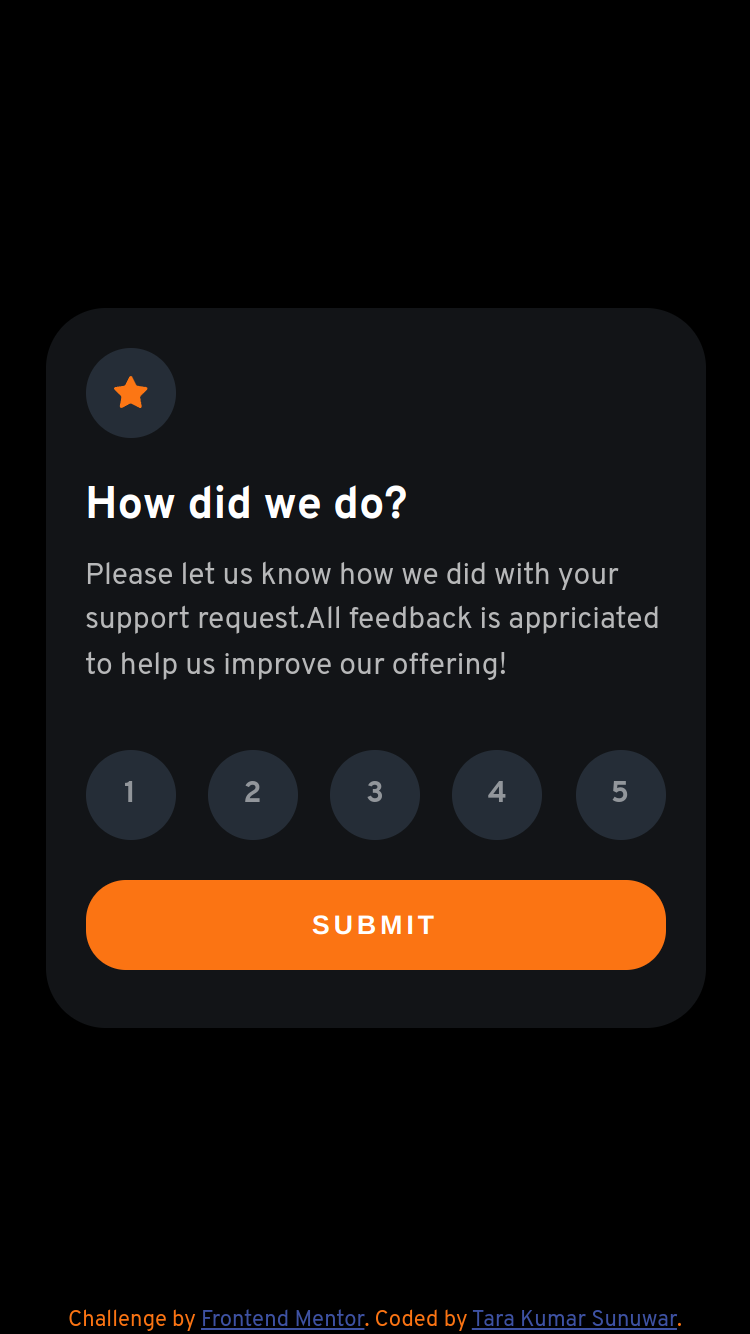 How did we do?
Please let us know how we did with your
support request.All feedback is appriciated
to help us improve our offering!
1 2 3 4 5
SUBMIT
Challenge by Frontend Mentor. Coded by Tara Kumar Sunuwar.